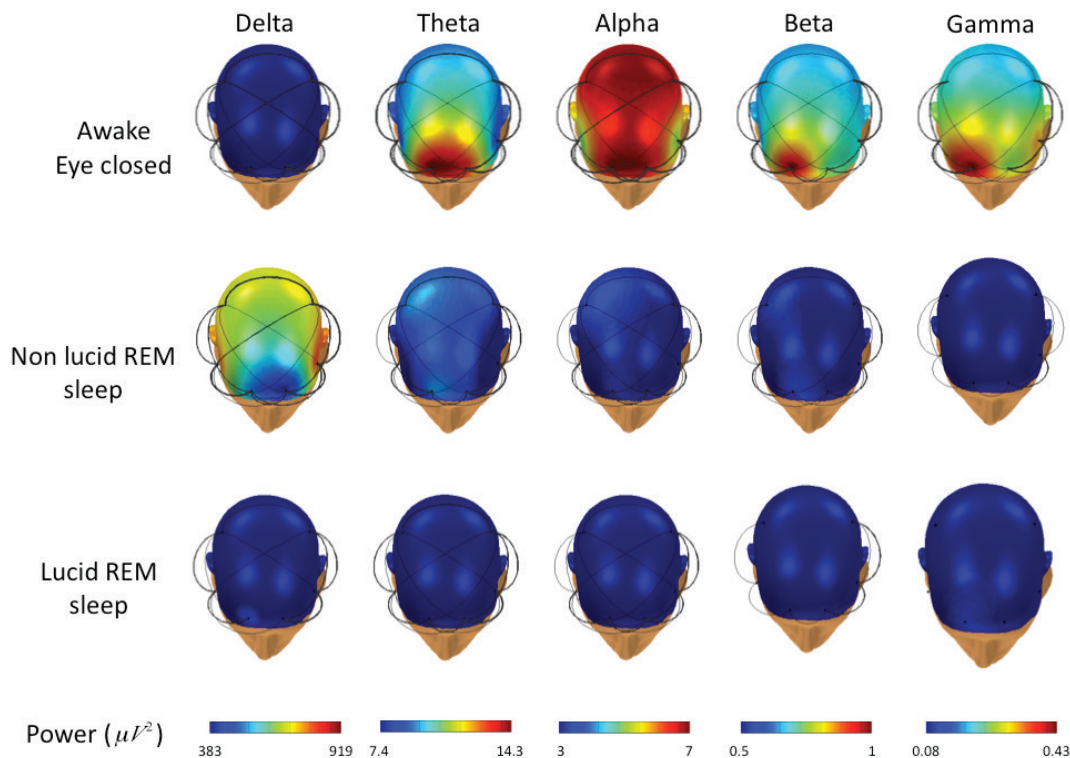 Delta Theta Alpha Beta Gamma
Awake
Eye closed
Non lucid REM
sleep
Lucid REM
sleep
Power (μV²)
383 919 7.4 14.3 3 7 0.5 1 0.08 0.43